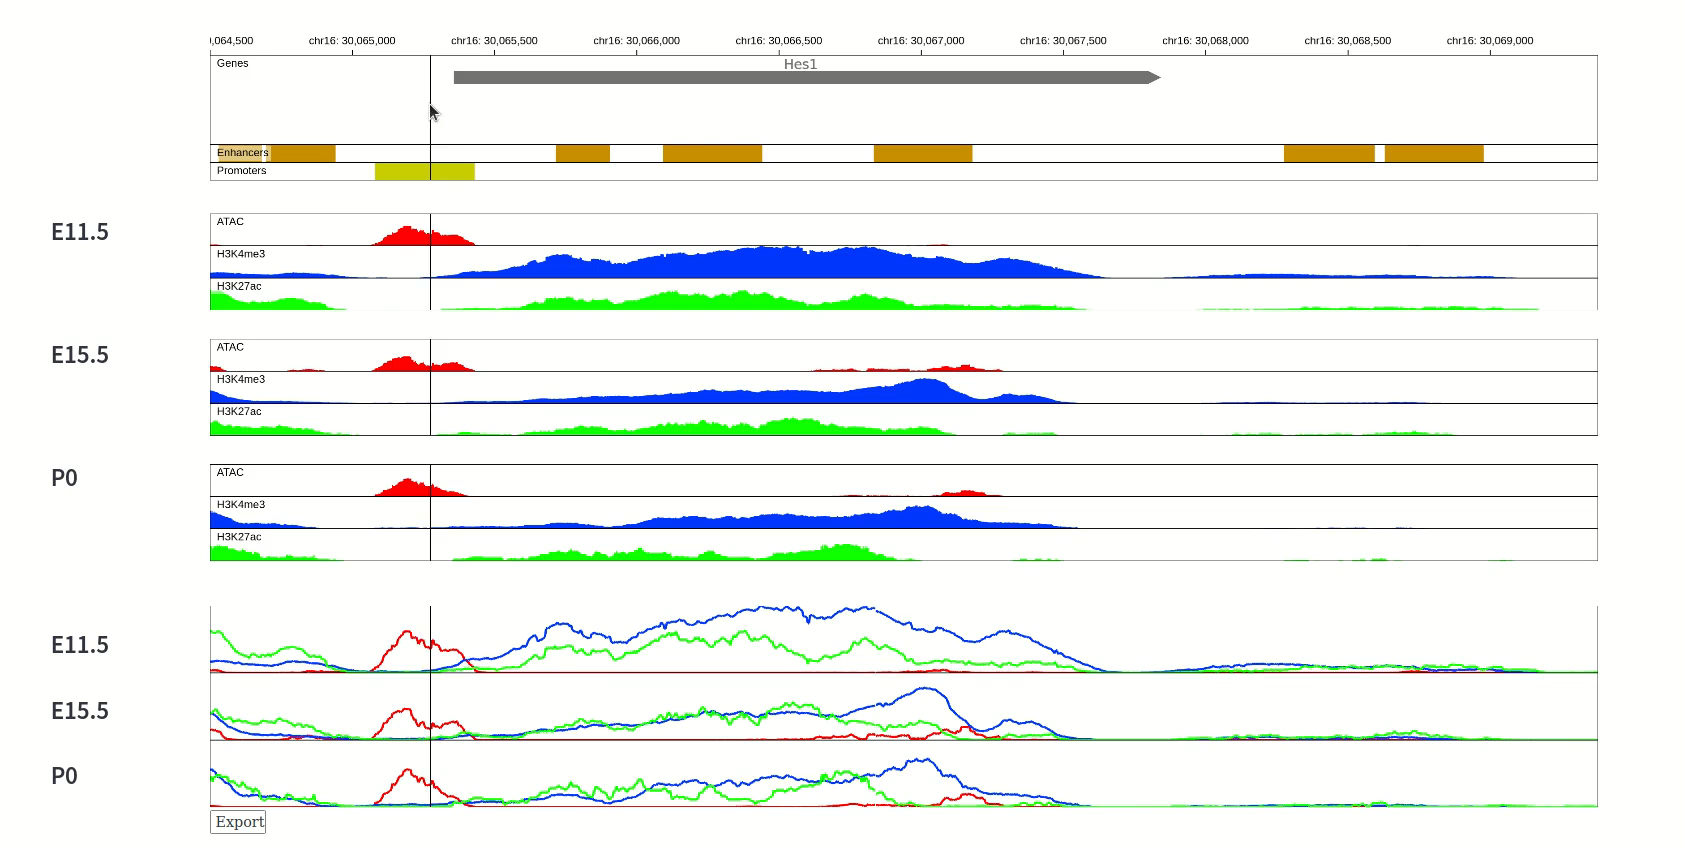 ),064,500 chr16: 30,065,000 chr16: 30,065,500 chr16: 30,066,000 chr16: 30,066,500 chr16: 30,067,000 chr16: 30,067,500 chr16: 30,068,000 chr16: 30,068,500 chr16: 30,069,000
Genes
Hes1
Enhancers
Promoters
E11.5
ATAC
H3K4me3
H3K27ac
E15.5
ATAC
H3K4me3
H3K27ac
P0
ATAC
H3K4me3
H3K27ac
E11.5
E15.5
P0
Export